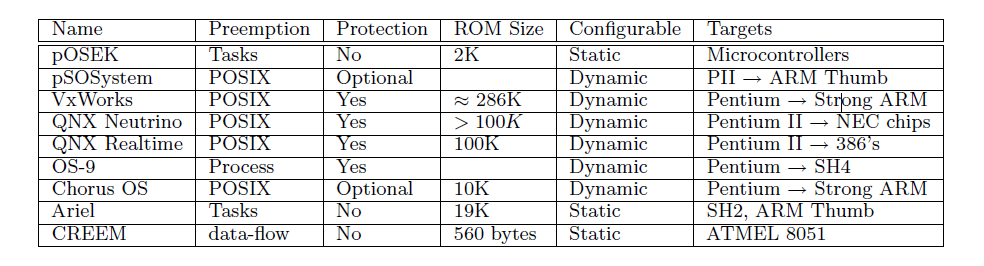 Name Preemption Protection ROM Size Configurable Targets
pOSEK Tasks No 2K Static Microcontrollers
pSOSystem POSIX Optional Dynamic PII → ARM Thumb
VxWorks POSIX Yes ≈ 286K Dynamic Pentium → Strong ARM
QNX Neutrino POSIX Yes > 100K Dynamic Pentium II → NEC chips
QNX Realtime POSIX Yes 100K Dynamic Pentium II → 386's
OS-9 Process Yes Dynamic Pentium → SH4
Chorus OS POSIX Optional 10K Dynamic Pentium → Strong ARM
Ariel Tasks No 19K Static SH2, ARM Thumb
CREEM data-flow No 560 bytes Static ATMEL 8051